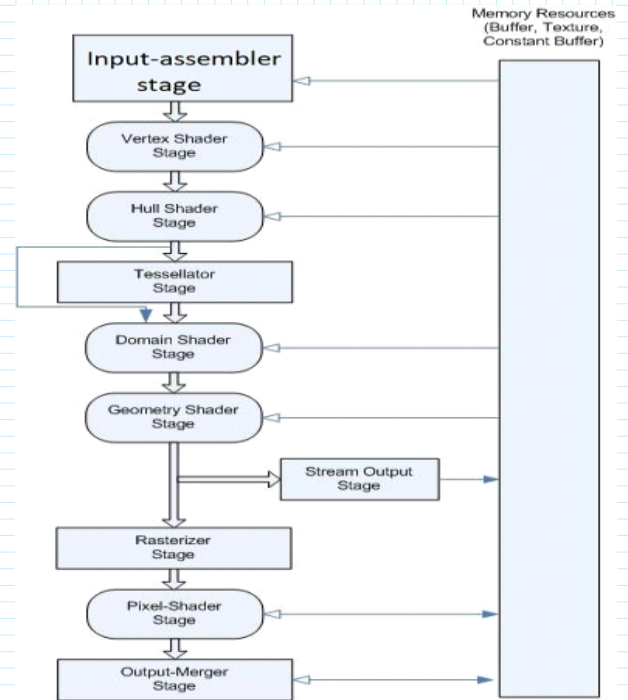 Memory Resources
(Buffer, Texture,
Constant Buffer)
Input-assembler
stage
Vertex Shader
Stage
Hull Shader
Stage
Tessellator
Stage
Domain Shader
Stage
Geometry Shader
Stage
Stream Output
Stage
Rasterizer
Stage
Pixel-Shader
Stage
Output-Merger
Stage